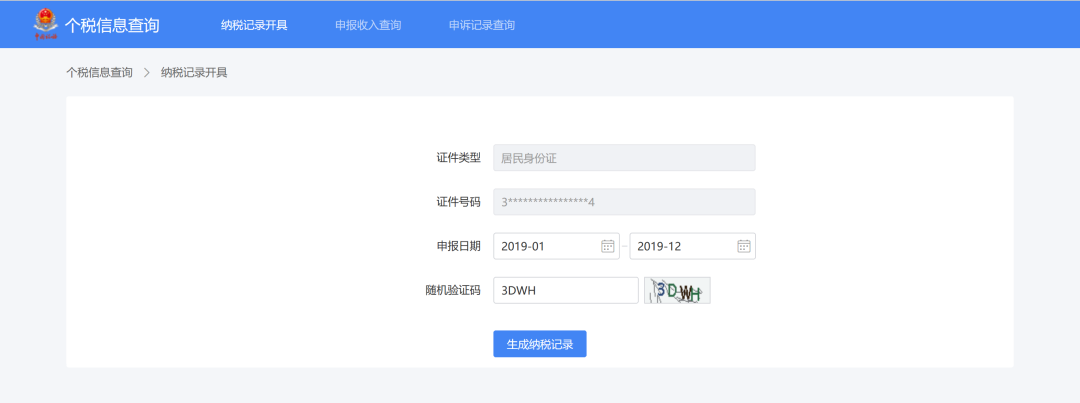 个税信息查询 纳税记录开具 申报收入查询 申诉记录查询
个税信息查询 > 纳税记录开具
证件类型 居民身份证
证件号码 3****************4
申报日期 2019-01 - 2019-12
随机验证码 3DWH 3DWH
生成纳税记录